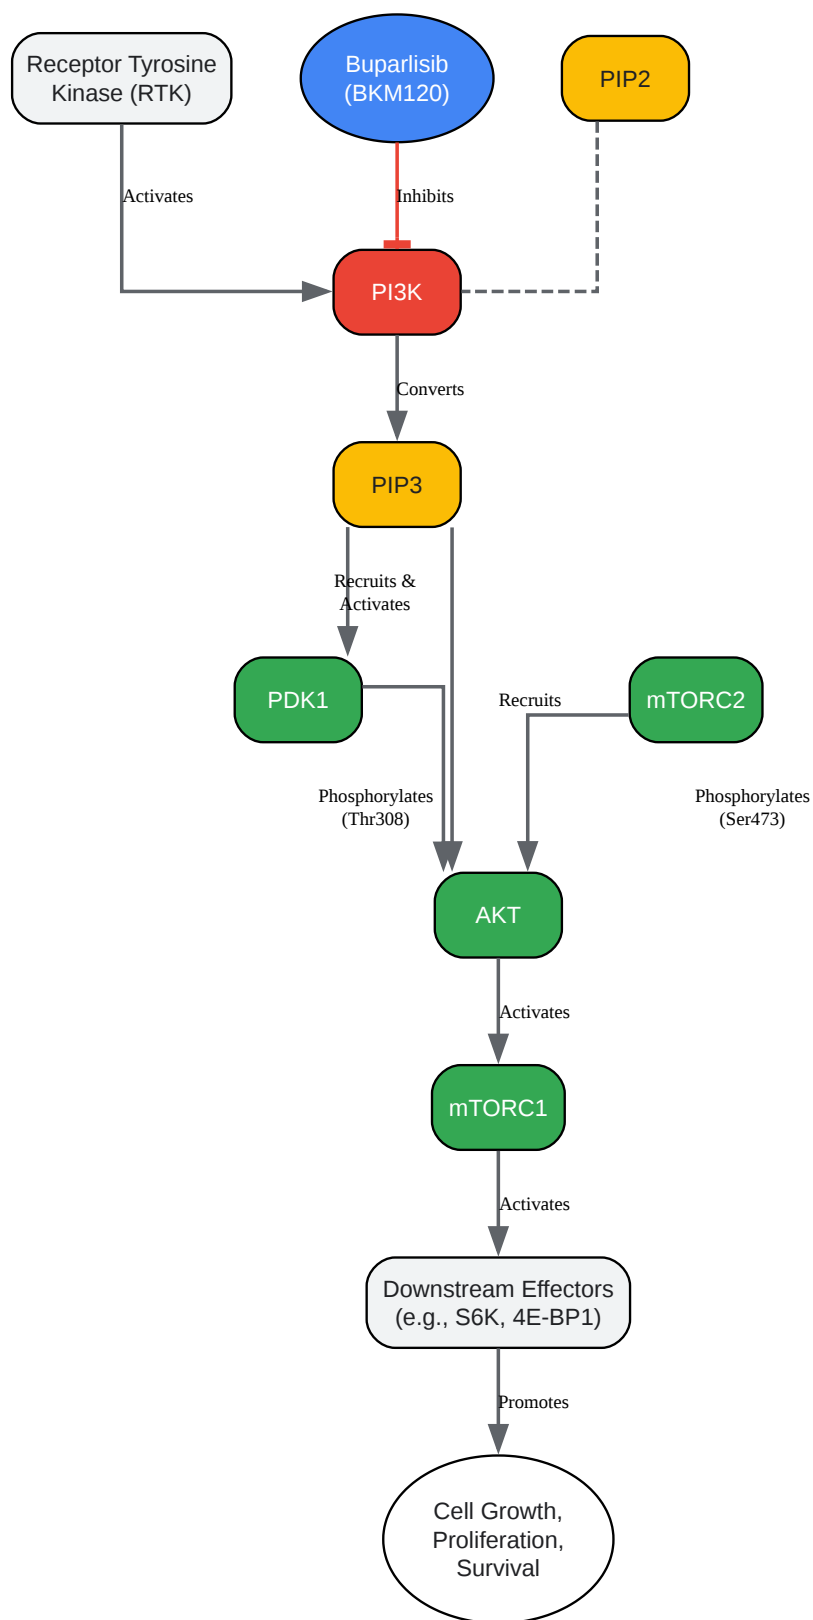 Receptor Tyrosine
Kinase (RTK)
Buparlisib
(BKM120)
PIP2
Activates
Inhibits
PI3K
Converts
PIP3
Recruits &
Activates
PDK1
Recruits
mTORC2
Phosphorylates
(Thr308)
Phosphorylates
(Ser473)
AKT
Activates
mTORC1
Activates
Downstream Effectors
(e.g., S6K, 4E-BP1)
Promotes
Cell Growth,
Proliferation,
Survival